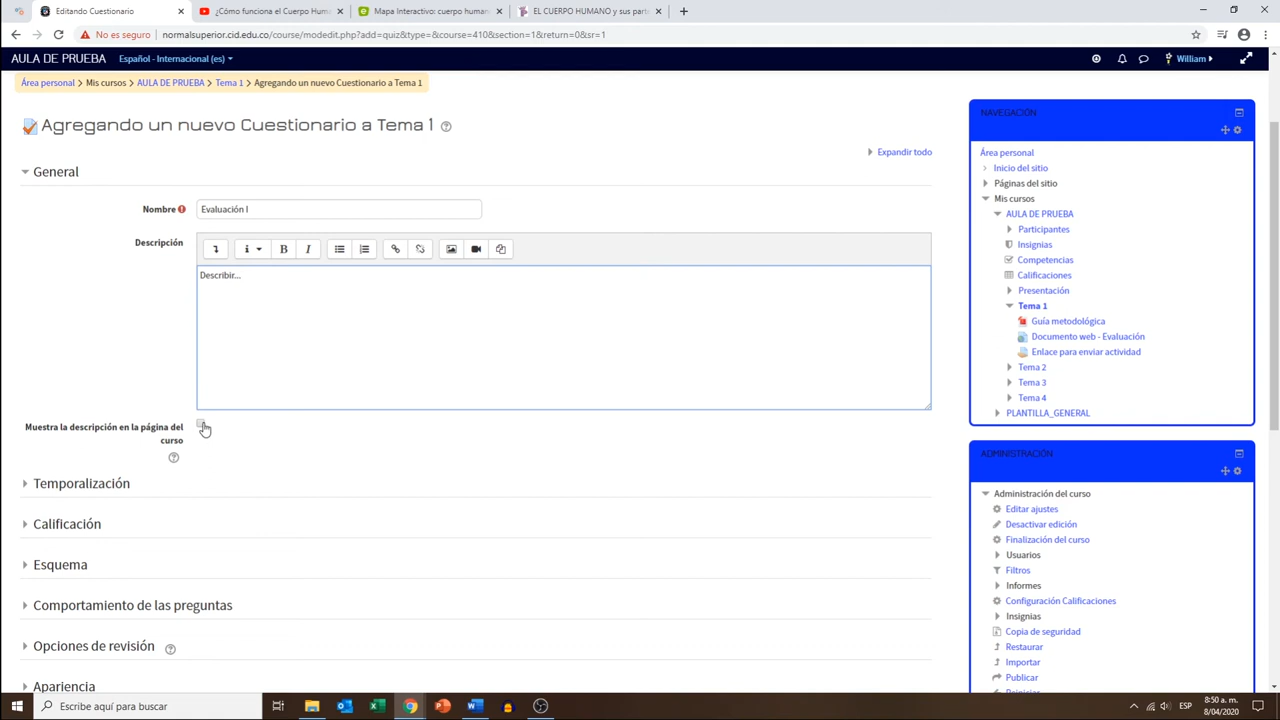 Editando Cuestionario
¿Cómo funciona el Cuerpo Hum
Mapa Interactivo: cuerpo human
EL CUERPO HUMANO y sus part
No es seguro
normalsuperior.cid.edu.co/course/modedit.php?add=quiz&type&course=410&section=1&return=0&sr=1
AULA DE PRUEBA
Español - Internacional (es)
William
Área personal > Mis cursos > AULA DE PRUEBA > Tema 1 > Agregando un nuevo Cuestionario a Tema 1
Agregando un nuevo Cuestionario a Tema 1
Expandir todo
General
Nombre
Evaluación I
Descripción
Describir...
Muestra la descripción en la página del
curso
Temporalización
Calificación
Esquema
Comportamiento de las preguntas
Opciones de revisión
Apariencia
NAVEGACIÓN
Área personal
Inicio del sitio
Páginas del sitio
Mis cursos
AULA DE PRUEBA
Participantes
Insignias
Competencias
Calificaciones
Presentación
Tema 1
Guía metodológica
Documento web - Evaluación
Enlace para enviar actividad
Tema 2
Tema 3
Tema 4
PLANTILLA_GENERAL
ADMINISTRACIÓN
Administración del curso
Editar ajustes
Desactivar edición
Finalización del curso
Usuarios
Filtros
Informes
Configuración Calificaciones
Insignias
Copia de seguridad
Restaurar
Importar
Publicar
Reiniciar
Escribe aquí para buscar
ESP
8:50 a. m.
8/04/2020